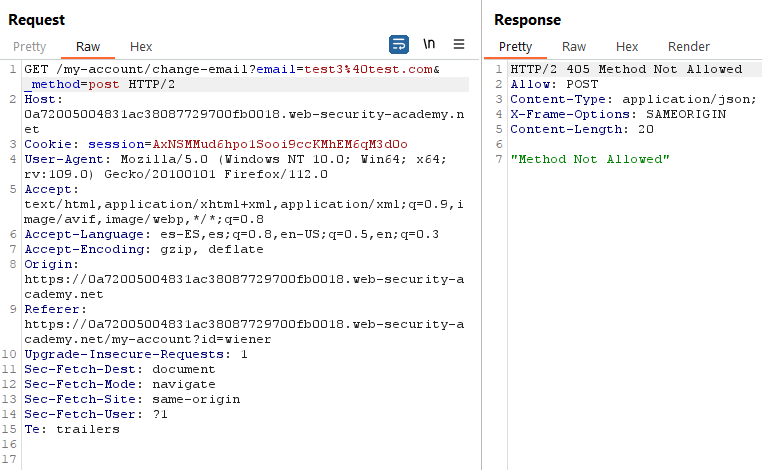 Request
Pretty Raw Hex
\n
1 GET /my-account/change-email?email=test3%40test.com&
_method=post HTTP/2
2 Host:
0a72005004831ac38087729700fb0018.web-security-academy.n
et
3 Cookie: session=AxNSMMud6hpo1Sooi9ccKMhEM6qM3dOo
4 User-Agent: Mozilla/5.0 (Windows NT 10.0; Win64; x64;
rv:109.0) Gecko/20100101 Firefox/112.0
5 Accept:
text/html,application/xhtml+xml,application/xml;q=0.9,i
mage/avif,image/webp,*/*;q=0.8
6 Accept-Language: es-ES,es;q=0.8,en-US;q=0.5,en;q=0.3
7 Accept-Encoding: gzip, deflate
8 Origin:
https://0a72005004831ac38087729700fb0018.web-security-a
cademy.net
9 Referer:
https://0a72005004831ac38087729700fb0018.web-security-a
cademy.net/my-account?id=wiener
10 Upgrade-Insecure-Requests: 1
11 Sec-Fetch-Dest: document
12 Sec-Fetch-Mode: navigate
13 Sec-Fetch-Site: same-origin
14 Sec-Fetch-User: ?1
15 Te: trailers
16
17
Response
Pretty Raw Hex Render
1 HTTP/2 405 Method Not Allowed
2 Allow: POST
3 Content-Type: application/json;
4 X-Frame-Options: SAMEORIGIN
5 Content-Length: 20
6
7 "Method Not Allowed"